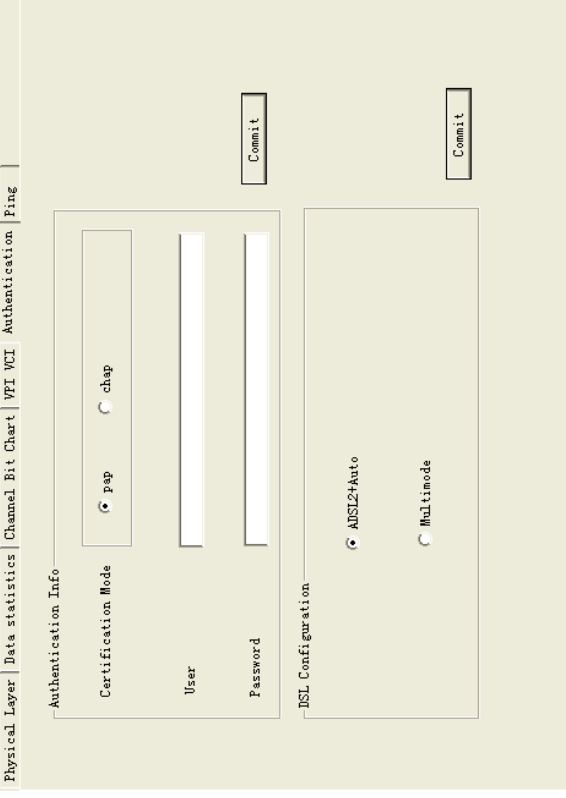 Physical Layer Data statistics Channel Bit Chart VPI VCI Authentication Ping
Authentication Info
Certification Mode pap chap
User
Password Commit
DSL Configuration
ADSL2+Auto
Multimode
Commit